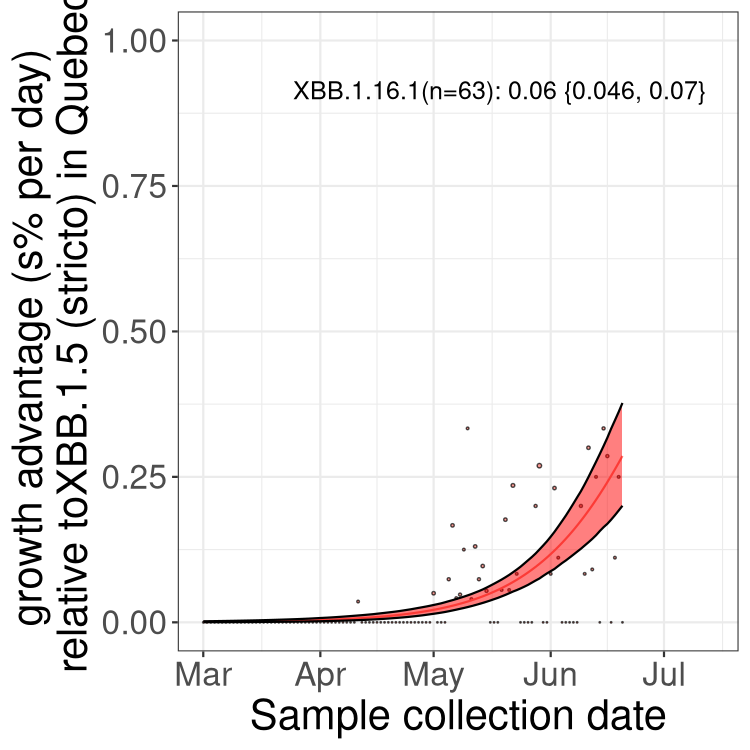 growth advantage (s% per day)
relative toXBB.1.5 (stricto) in Quebec
1.00
0.75
0.50
0.25
0.00
XBB.1.16.1(n=63): 0.06 {0.046, 0.07}
Mar Apr May Jun Jul
Sample collection date